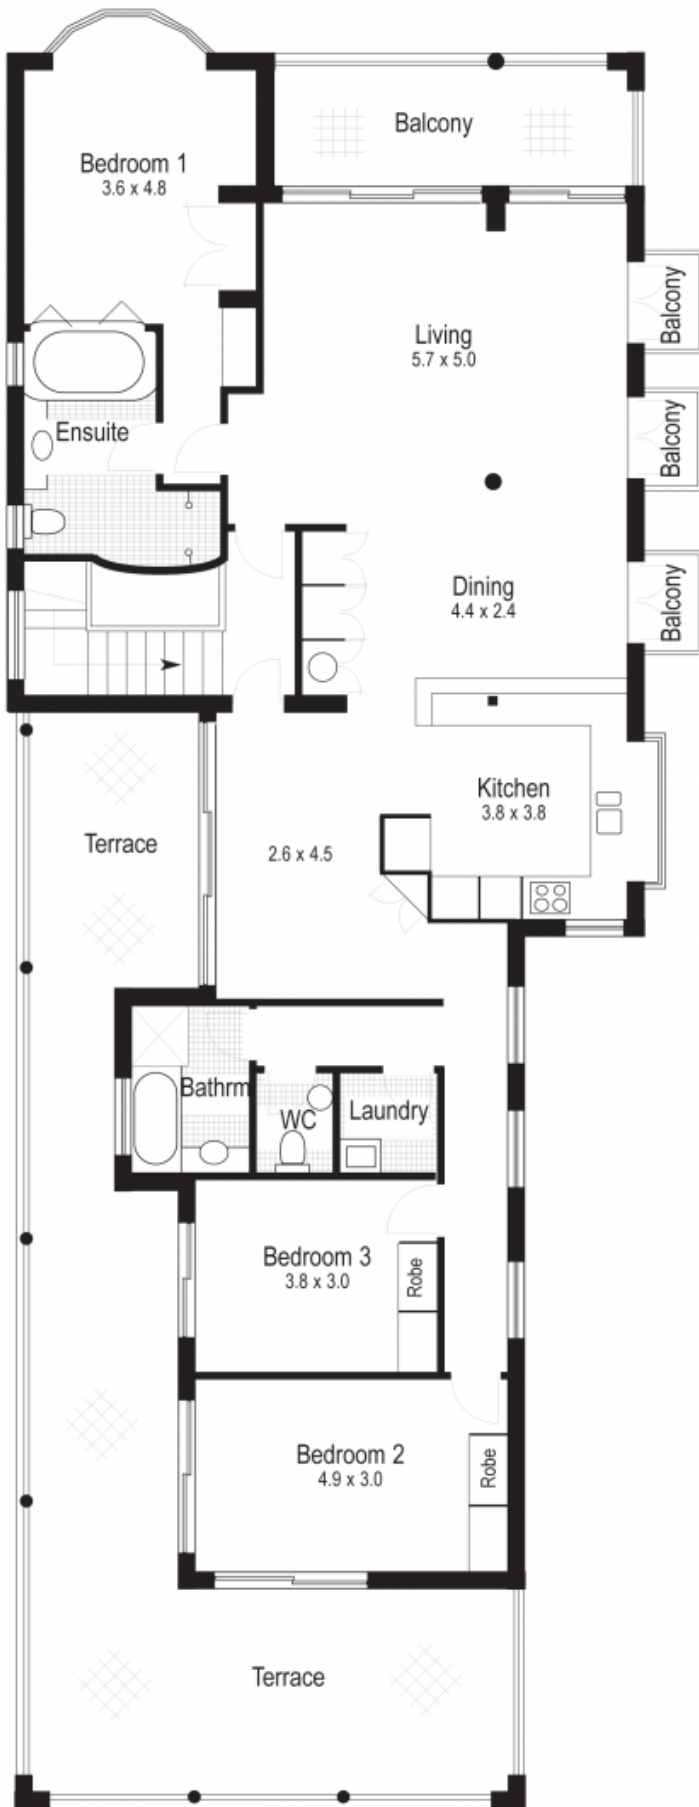 Balcony
Bedroom 1
3.6 x 4.8
Balcony
Living
5.7 x 5.0
Balcony
Ensuite
Dining
4.4 x 2.4
Balcony
Kitchen
3.8 x 3.8
Terrace
2.6 x 4.5
Bathrm
WC
Laundry
Bedroom 3
3.8 x 3.0
Robe
Bedroom 2
4.9 x 3.0
Robe
Terrace